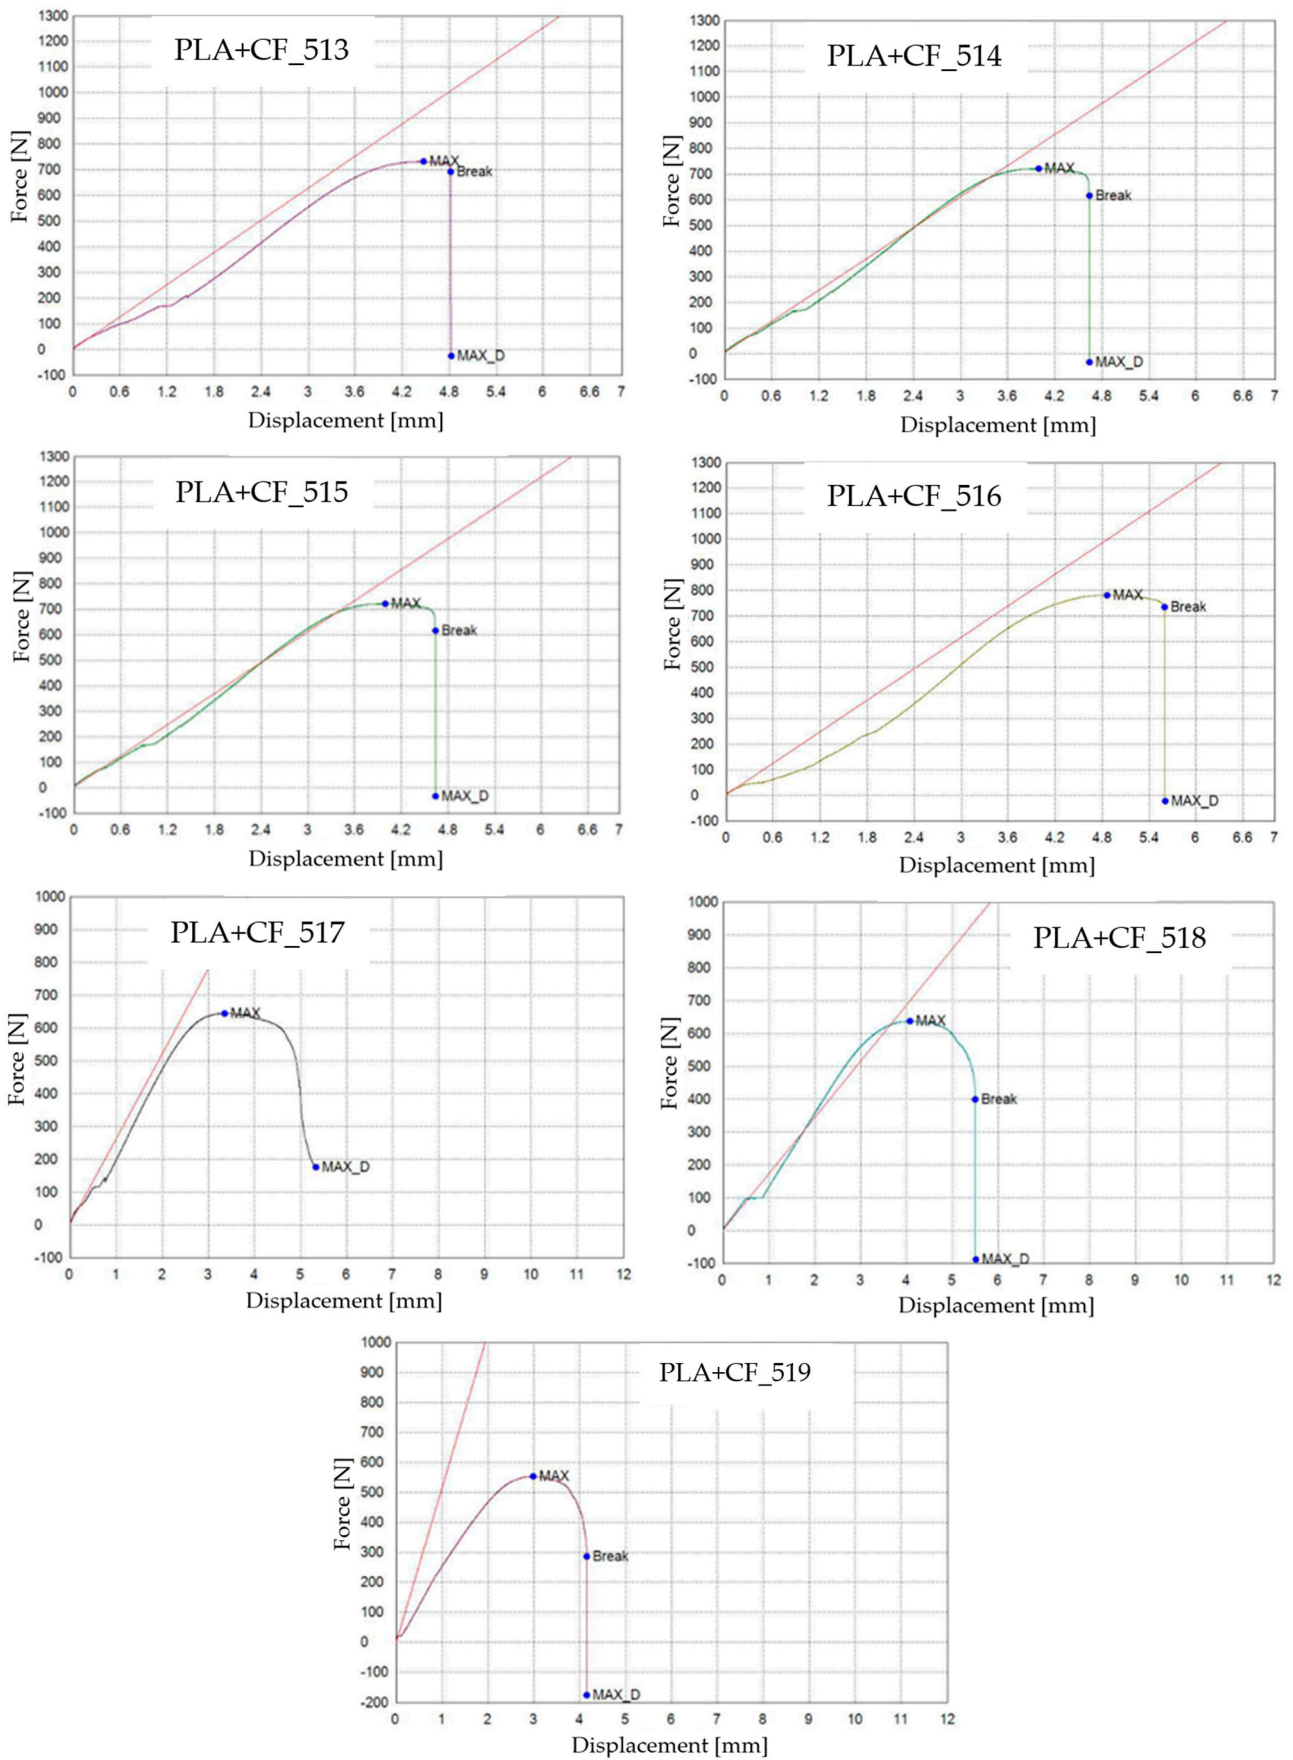 PLA+CF_513
Force [N]
1300
1200
1100
1000
900
800
700
600
500
400
300
200
100
0
-100
MAX
Break
MAX_D
0 0.6 1.2 1.8 2.4 3 3.6 4.2 4.8 5.4 6 6.6 7
Displacement [mm]
PLA+CF_514
Force [N]
1300
1200
1100
1000
900
800
700
600
500
400
300
200
100
0
-100
MAX
Break
MAX_D
0 0.6 1.2 1.8 2.4 3 3.6 4.2 4.8 5.4 6 6.6 7
Displacement [mm]
PLA+CF_515
Force [N]
1300
1200
1100
1000
900
800
700
600
500
400
300
200
100
0
-100
MAX
Break
MAX_D
0 0.6 1.2 1.8 2.4 3 3.6 4.2 4.8 5.4 6 6.6 7
Displacement [mm]
PLA+CF_516
Force [N]
1300
1200
1100
1000
900
800
700
600
500
400
300
200
100
0
-100
MAX
Break
MAX_D
0 0.6 1.2 1.8 2.4 3 3.6 4.2 4.8 5.4 6 6.6 7
Displacement [mm]
PLA+CF_517
Force [N]
1000
900
800
700
600
500
400
300
200
100
0
-100
MAX
MAX_D
0 1 2 3 4 5 6 7 8 9 10 11 12
Displacement [mm]
PLA+CF_518
Force [N]
1000
900
800
700
600
500
400
300
200
100
0
-100
MAX
Break
MAX_D
0 1 2 3 4 5 6 7 8 9 10 11 12
Displacement [mm]
PLA+CF_519
Force [N]
1000
900
800
700
600
500
400
300
200
100
0
-100
-200
MAX
Break
MAX_D
0 1 2 3 4 5 6 7 8 9 10 11 12
Displacement [mm]